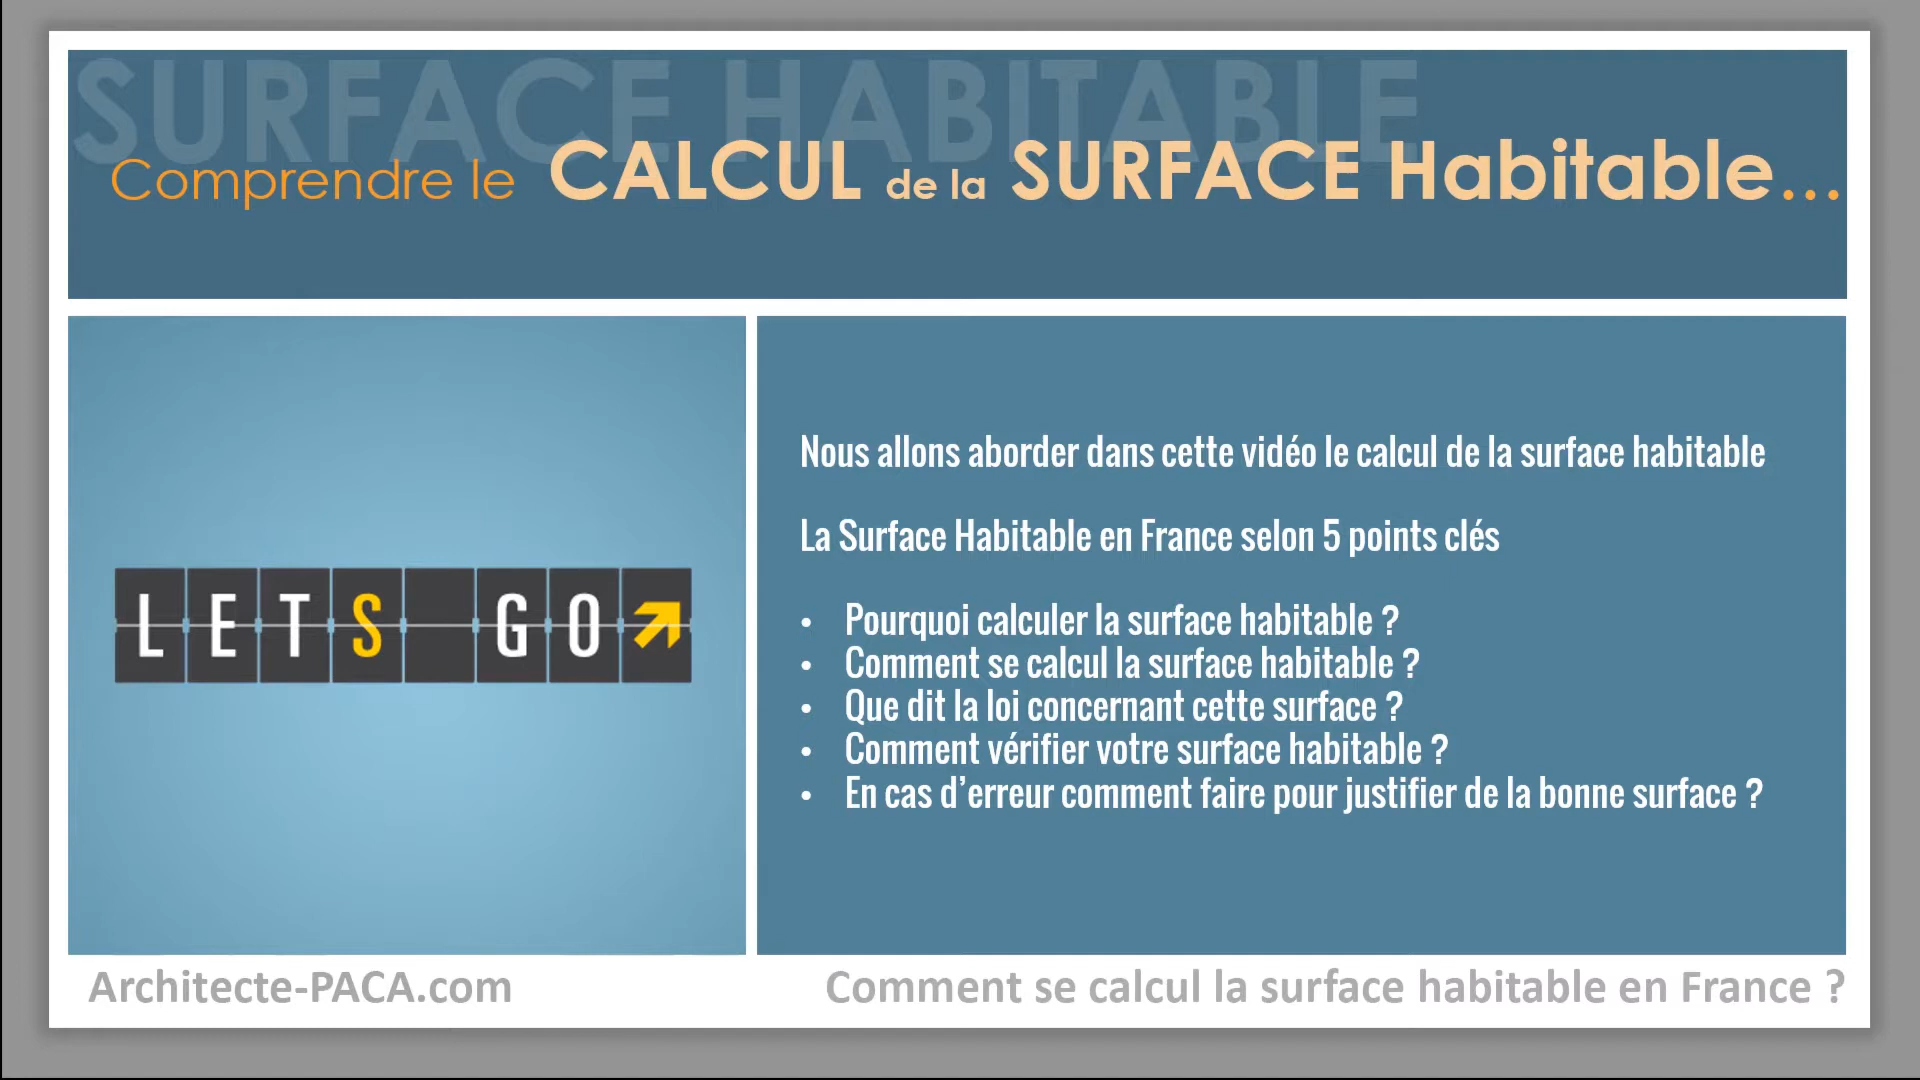 SURFACE HABITABLE
Comprendre le CALCUL de la SURFACE Habitable...
LETS GO
Nous allons aborder dans cette vidéo le calcul de la surface habitable
La Surface Habitable en France selon 5 points clés
• Pourquoi calculer la surface habitable ?
• Comment se calcul la surface habitable ?
• Que dit la loi concernant cette surface ?
• Comment vérifier votre surface habitable ?
• En cas d’erreur comment faire pour justifier de la bonne surface ?
Architecte-PACA.com
Comment se calcul la surface habitable en France ?